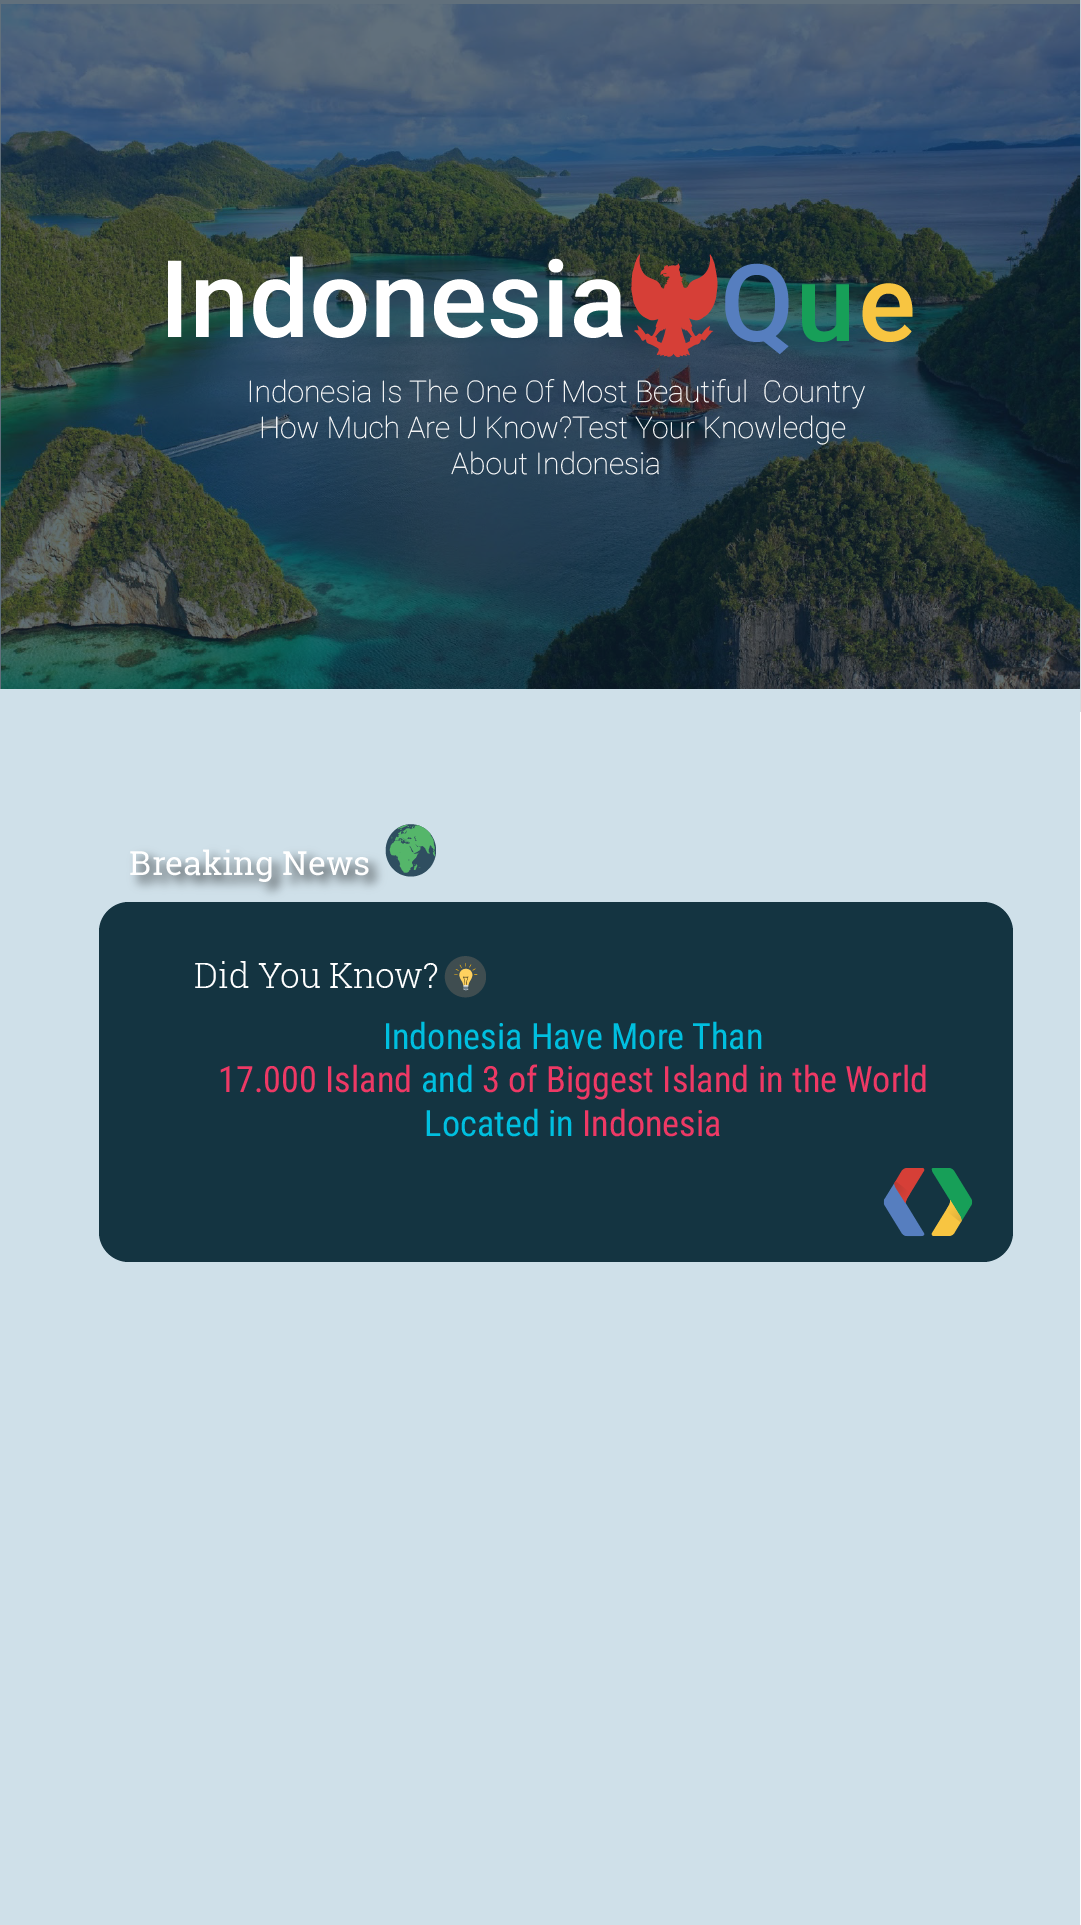 Indonesia Que
Indonesia Is The One Of Most Beautiful  Country
How Much Are U Know?Test Your Knowledge
About Indonesia
Breaking News
Did You Know?
Indonesia Have More Than
17.000 Island and 3 of Biggest Island in the World
Located in Indonesia